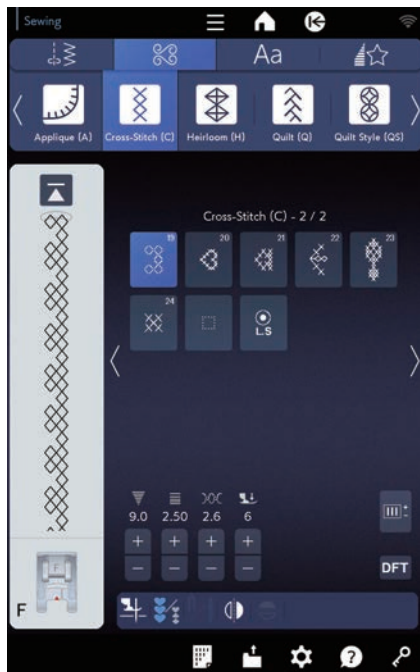 Sewing
Aa
Applique (A) Cross-Stitch (C) Heirloom (H) Quilt (Q) Quilt Style (QS)
Cross-Stitch (C) - 2 / 2
19 20 21 22 23
24 L.S
9.0 2.50 2.6 6
+ + + +
- - - -
DFT
F
?